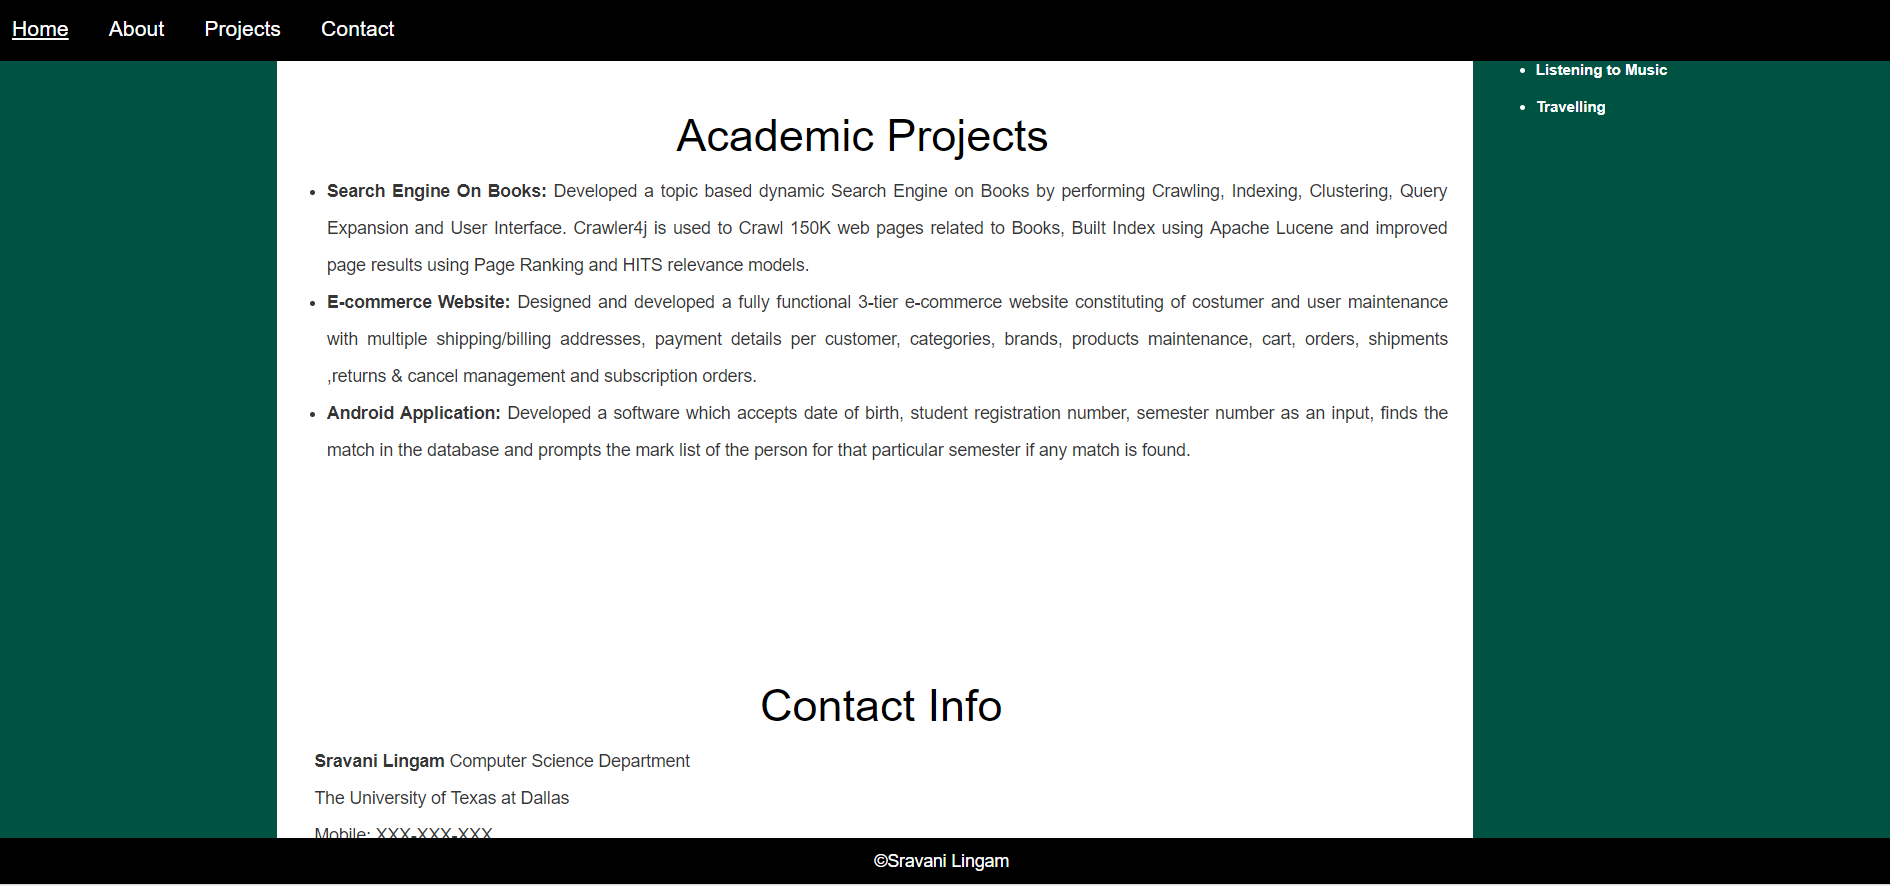 Home About Projects Contact
• Listening to Music
• Travelling
Academic Projects
• Search Engine On Books: Developed a topic based dynamic Search Engine on Books by performing Crawling, Indexing, Clustering, Query
Expansion and User Interface. Crawler4j is used to Crawl 150K web pages related to Books, Built Index using Apache Lucene and improved
page results using Page Ranking and HITS relevance models.
• E-commerce Website: Designed and developed a fully functional 3-tier e-commerce website constituting of costumer and user maintenance
with multiple shipping/billing addresses, payment details per customer, categories, brands, products maintenance, cart, orders, shipments
,returns & cancel management and subscription orders.
• Android Application: Developed a software which accepts date of birth, student registration number, semester number as an input, finds the
match in the database and prompts the mark list of the person for that particular semester if any match is found.
Contact Info
Sravani Lingam Computer Science Department
The University of Texas at Dallas
Mobile: XXX-XXX-XXX
©Sravani Lingam